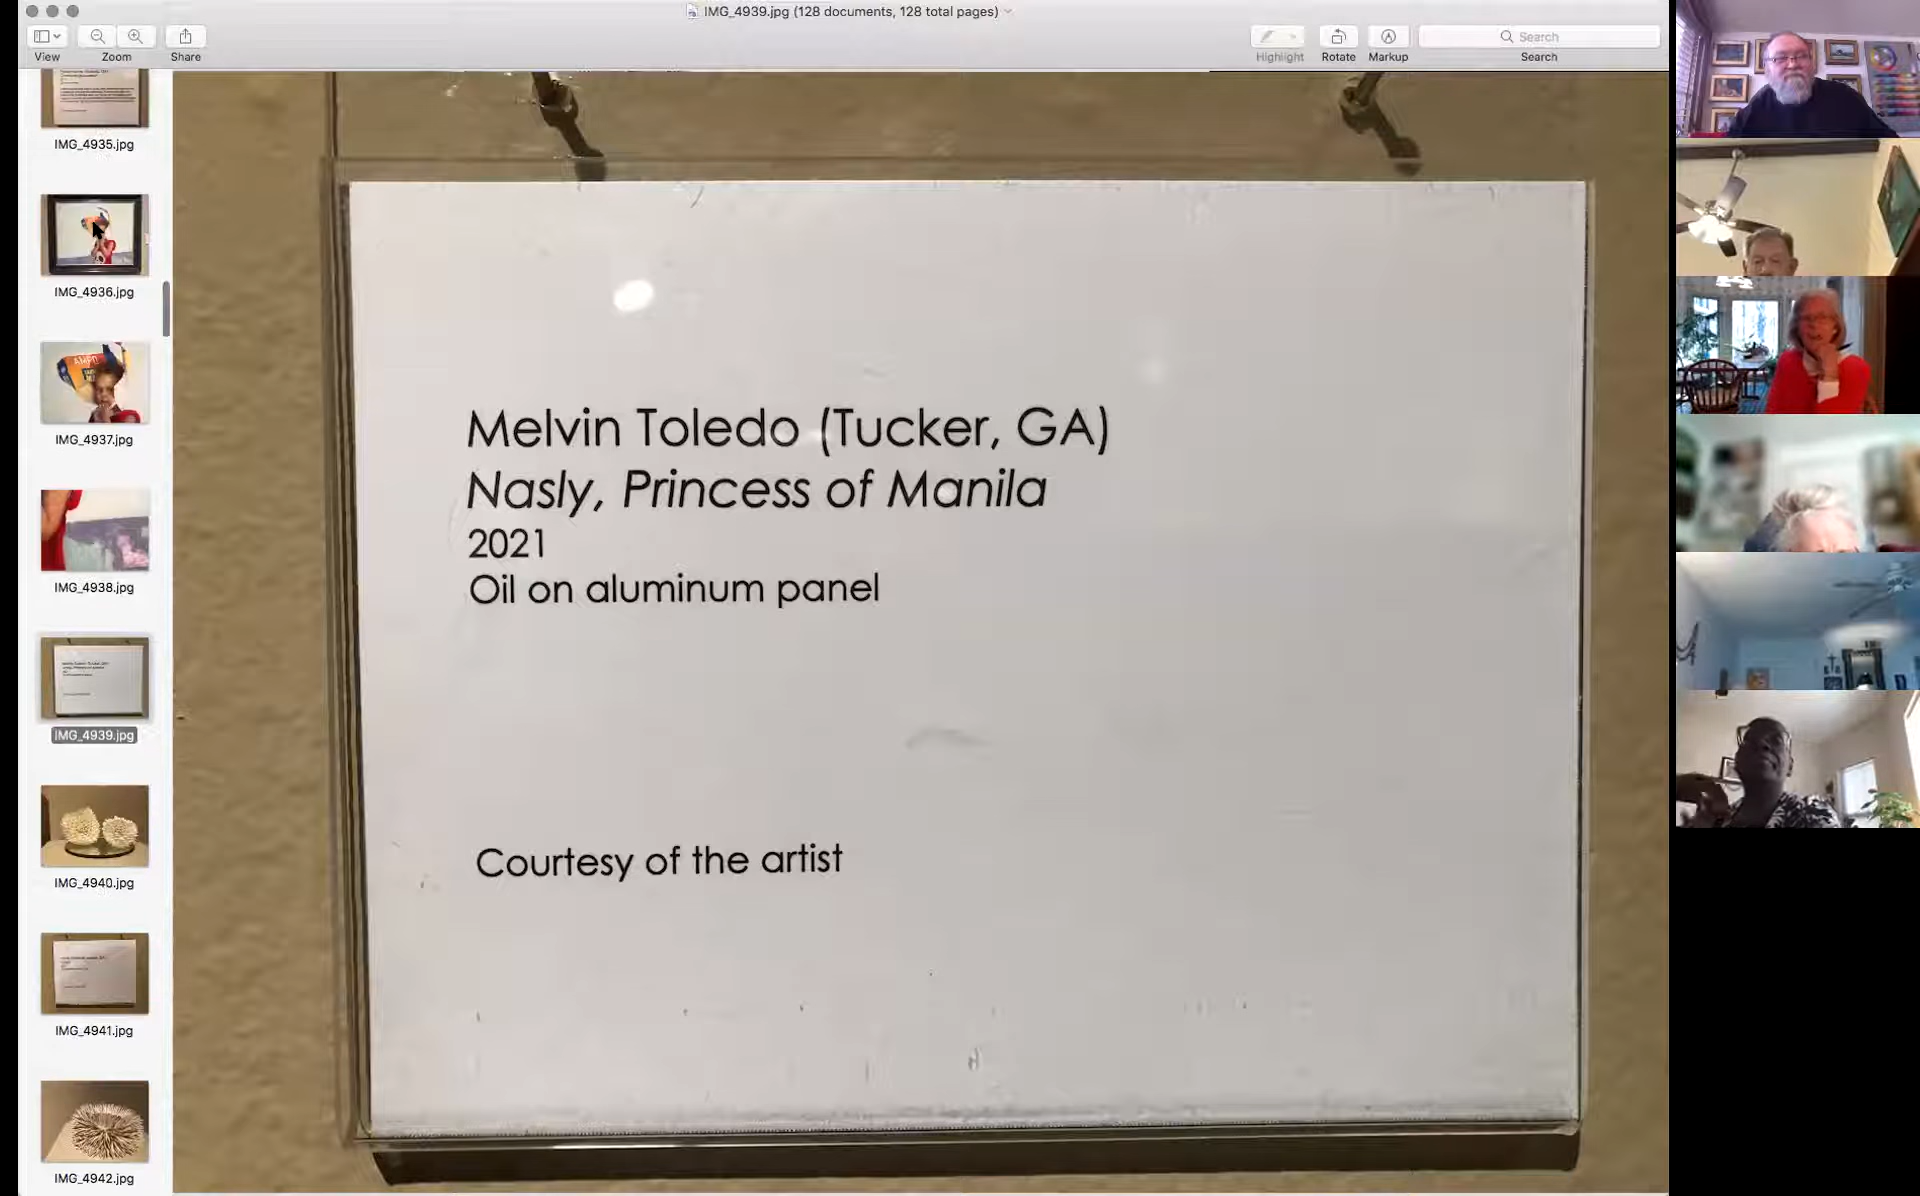 IMG_4939.jpg (128 documents, 128 total pages)
View
Zoom
Share
Highlight
Rotate
Markup
Search
Search
IMG_4935.jpg
IMG_4936.jpg
IMG_4937.jpg
IMG_4938.jpg
IMG_4939.jpg
IMG_4940.jpg
IMG_4941.jpg
IMG_4942.jpg
Melvin Toledo (Tucker, GA)
Nasly, Princess of Manila
2021
Oil on aluminum panel
Courtesy of the artist